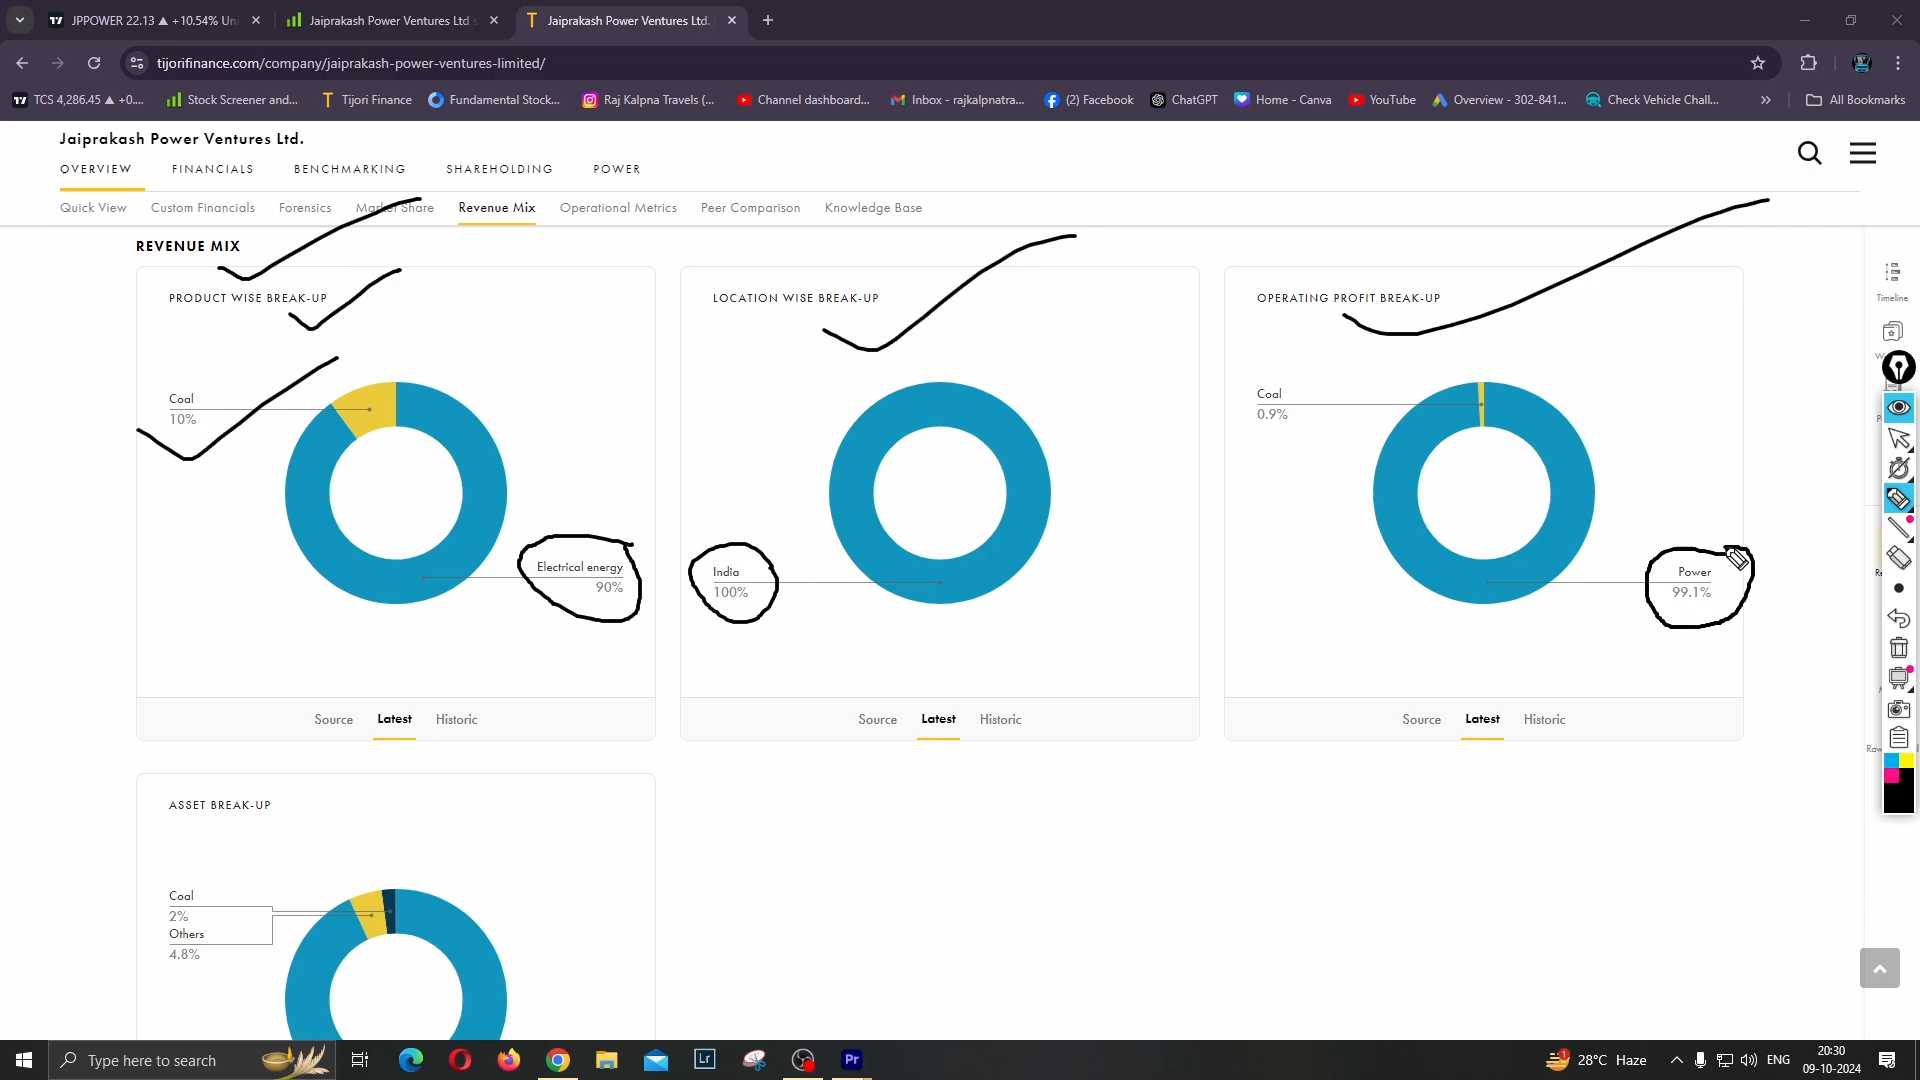 JPPOWER 22.13 ▲ +10.54% Un
Jaiprakash Power Ventures Ltd
Jaiprakash Power Ventures Ltd.
tijorifinance.com/company/jaiprakash-power-ventures-limited/
TCS 4,286.45 ▲ +0....
Stock Screener and...
Tijori Finance
Fundamental Stock...
Raj Kalpna Travels (...
Channel dashboard...
Inbox - rajkalpnatra...
(2) Facebook
ChatGPT
Home - Canva
YouTube
Overview - 302-841...
Check Vehicle Chall...
All Bookmarks
Jaiprakash Power Ventures Ltd.
OVERVIEW FINANCIALS BENCHMARKING SHAREHOLDING POWER
Quick View Custom Financials Forensics Market Share Revenue Mix Operational Metrics Peer Comparison Knowledge Base
REVENUE MIX
PRODUCT WISE BREAK-UP
Coal
10%
Electrical energy
90%
Source Latest Historic
LOCATION WISE BREAK-UP
India
100%
Source Latest Historic
OPERATING PROFIT BREAK-UP
Coal
0.9%
Power
99.1%
Source Latest Historic
Timeline
ASSET BREAK-UP
Coal
2%
Others
4.8%
Type here to search
Lr
Pr
28°C Haze
ENG
20:30
09-10-2024